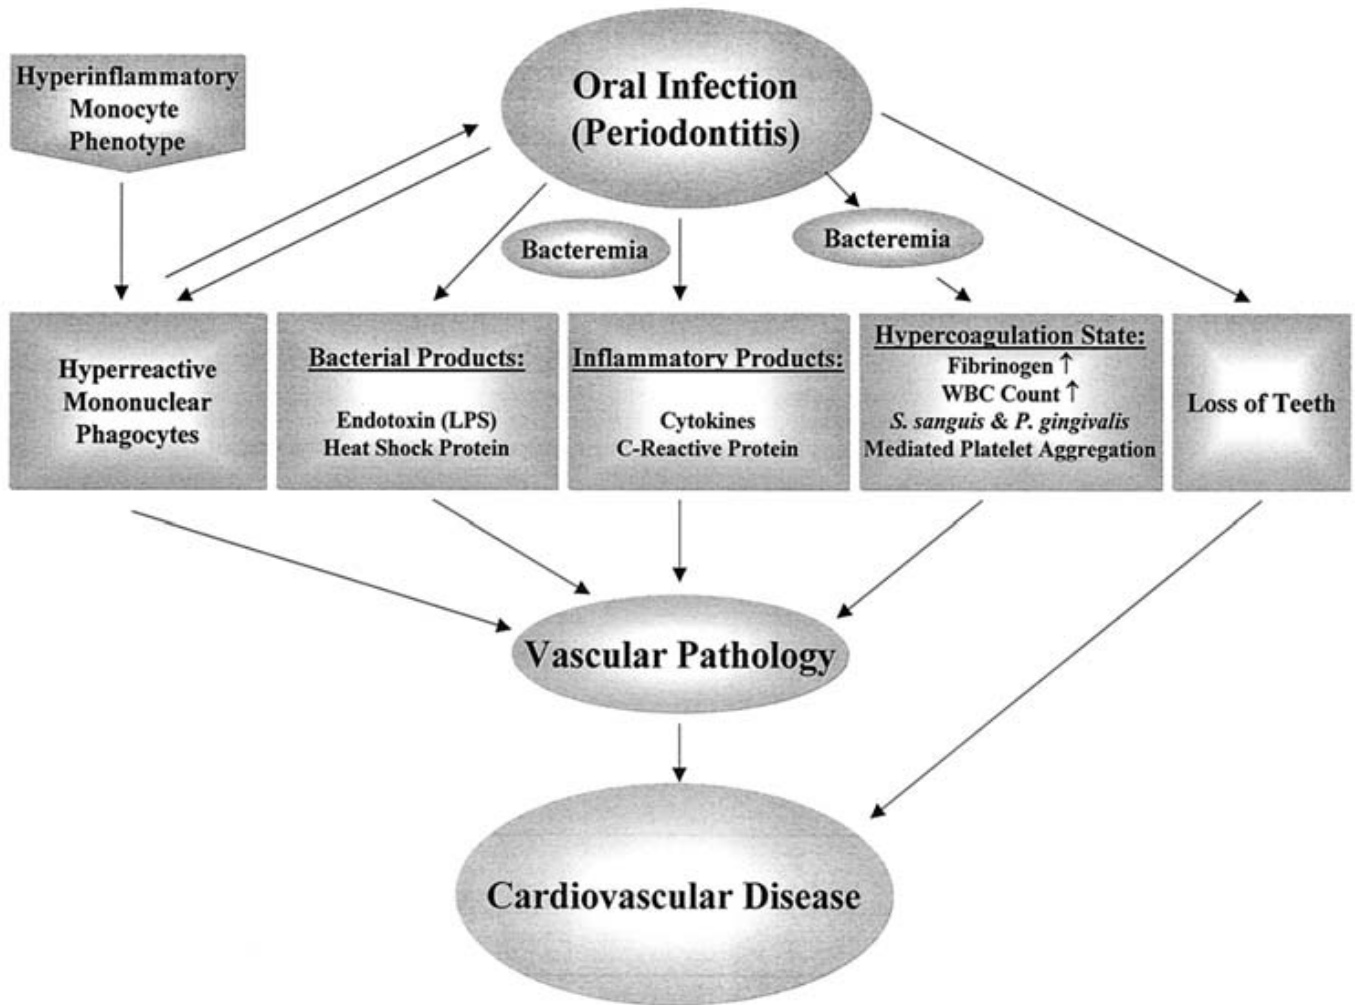 Hyperinflammatory
Monocyte
Phenotype
Oral Infection
(Periodontitis)
Bacteremia
Bacteremia
Hyperreactive
Mononuclear
Phagocytes
Bacterial Products:
Endotoxin (LPS)
Heat Shock Protein
Inflammatory Products:
Cytokines
C-Reactive Protein
Hypercoagulation State:
Fibrinogen ↑
WBC Count ↑
S. sanguis & P. gingivalis
Mediated Platelet Aggregation
Loss of Teeth
Vascular Pathology
Cardiovascular Disease